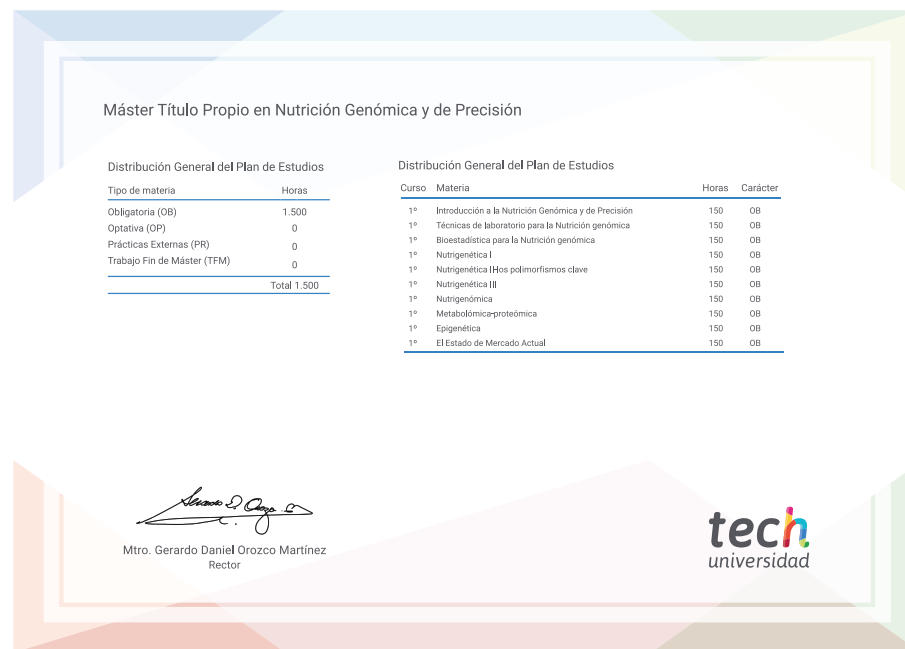 Máster Título Propio en Nutrición Genómica y de Precisión
Distribución General del Plan de Estudios
Tipo de materia Horas
Obligatoria (OB) 1.500
Optativa (OP) 0
Prácticas Externas (PR) 0
Trabajo Fin de Máster (TFM) 0
Total 1.500
Distribución General del Plan de Estudios
Curso Materia Horas Carácter
1º Introducción a la Nutrición Genómica y de Precisión 150 OB
1º Técnicas de laboratorio para la Nutrición genómica 150 OB
1º Bioestadística para la Nutrición genómica 150 OB
1º Nutrigenética I 150 OB
1º Nutrigenética II-los polimorfismos clave 150 OB
1º Nutrigenética III 150 OB
1º Nutrigenómica 150 OB
1º Metabolómica-proteómica 150 OB
1º Epigenética 150 OB
1º El Estado de Mercado Actual 150 OB
Mtro. Gerardo Daniel Orozco Martínez
Rector
tech
universidad